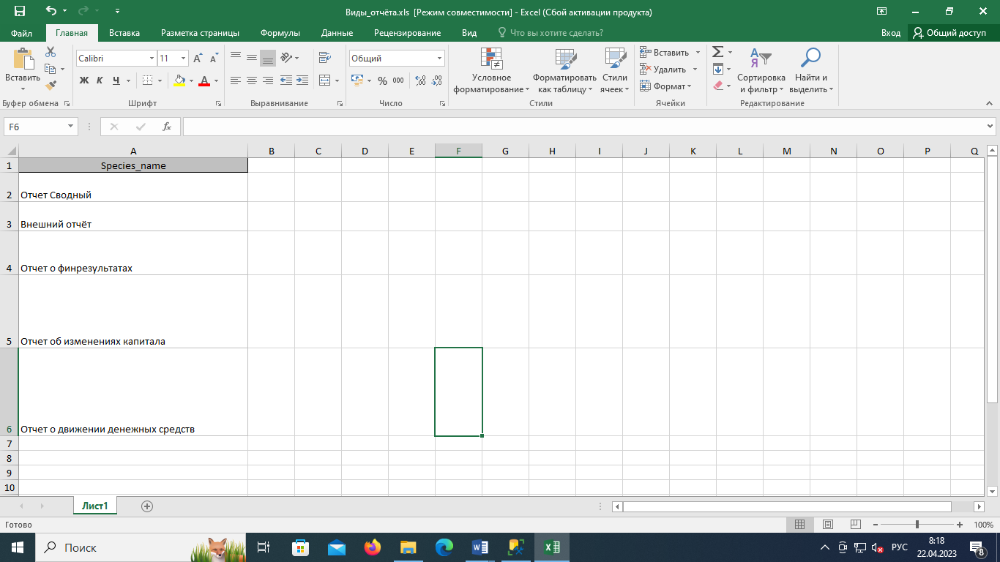 Виды_отчёта.xls [Режим совместимости] - Excel (Сбой активации продукта)
Файл Главная Вставка Разметка страницы Формулы Данные Рецензирование Вид Что вы хотите сделать? Вход Общий доступ
Calibri 11 Общий
Вставить
Ж К Ч
А
% 000
Условное форматирование
Форматировать как таблицу
Стили ячеек
Вставить
Удалить
Формат
Сортировка и фильтр
Найти и выделить
Буфер обмена Шрифт Выравнивание Число Стили Ячейки Редактирование
F6 fx
A B C D E F G H I J K L M N O P Q
1 Species_name
2 Отчет Сводный
3 Внешний отчёт
4 Отчет о финрезультатах
5 Отчет об изменениях капитала
6 Отчет о движении денежных средств
7
8
9
10
Лист1
Готово 100%
Поиск РУС 8:18
22.04.2023 8